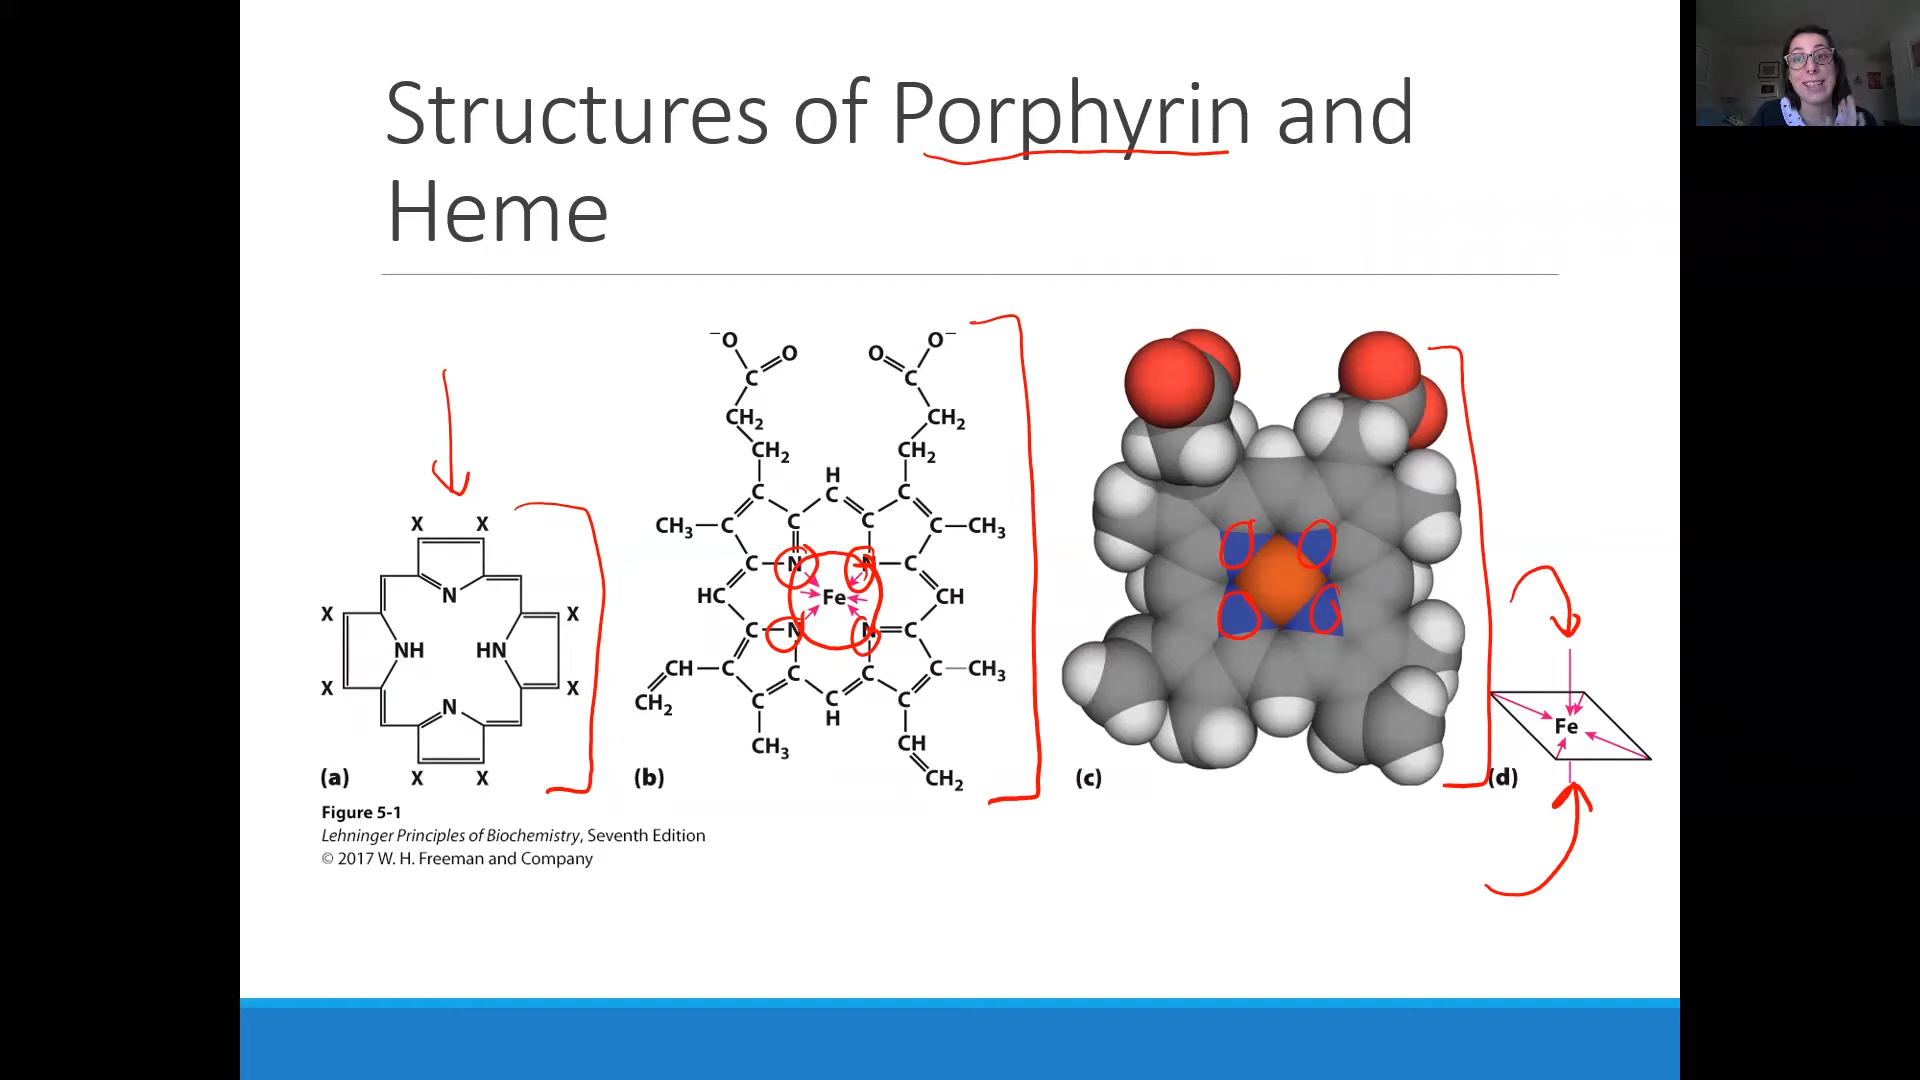 Structures of Porphyrin and
Heme
X X
N
X X
NH HN
X X
N
X X
(a)
⁻O O O O⁻
C C
CH₂ CH₂
CH₂ CH₂
H
C C C
CH₃—C C C C—CH₃
C N N C
HC Fe CH
C N N C
CH—C C C C—CH₃
CH₂ C C C
H
CH₃ CH
CH₂
(b)
(c)
Fe
(d)
Figure 5-1
Lehninger Principles of Biochemistry, Seventh Edition
© 2017 W. H. Freeman and Company